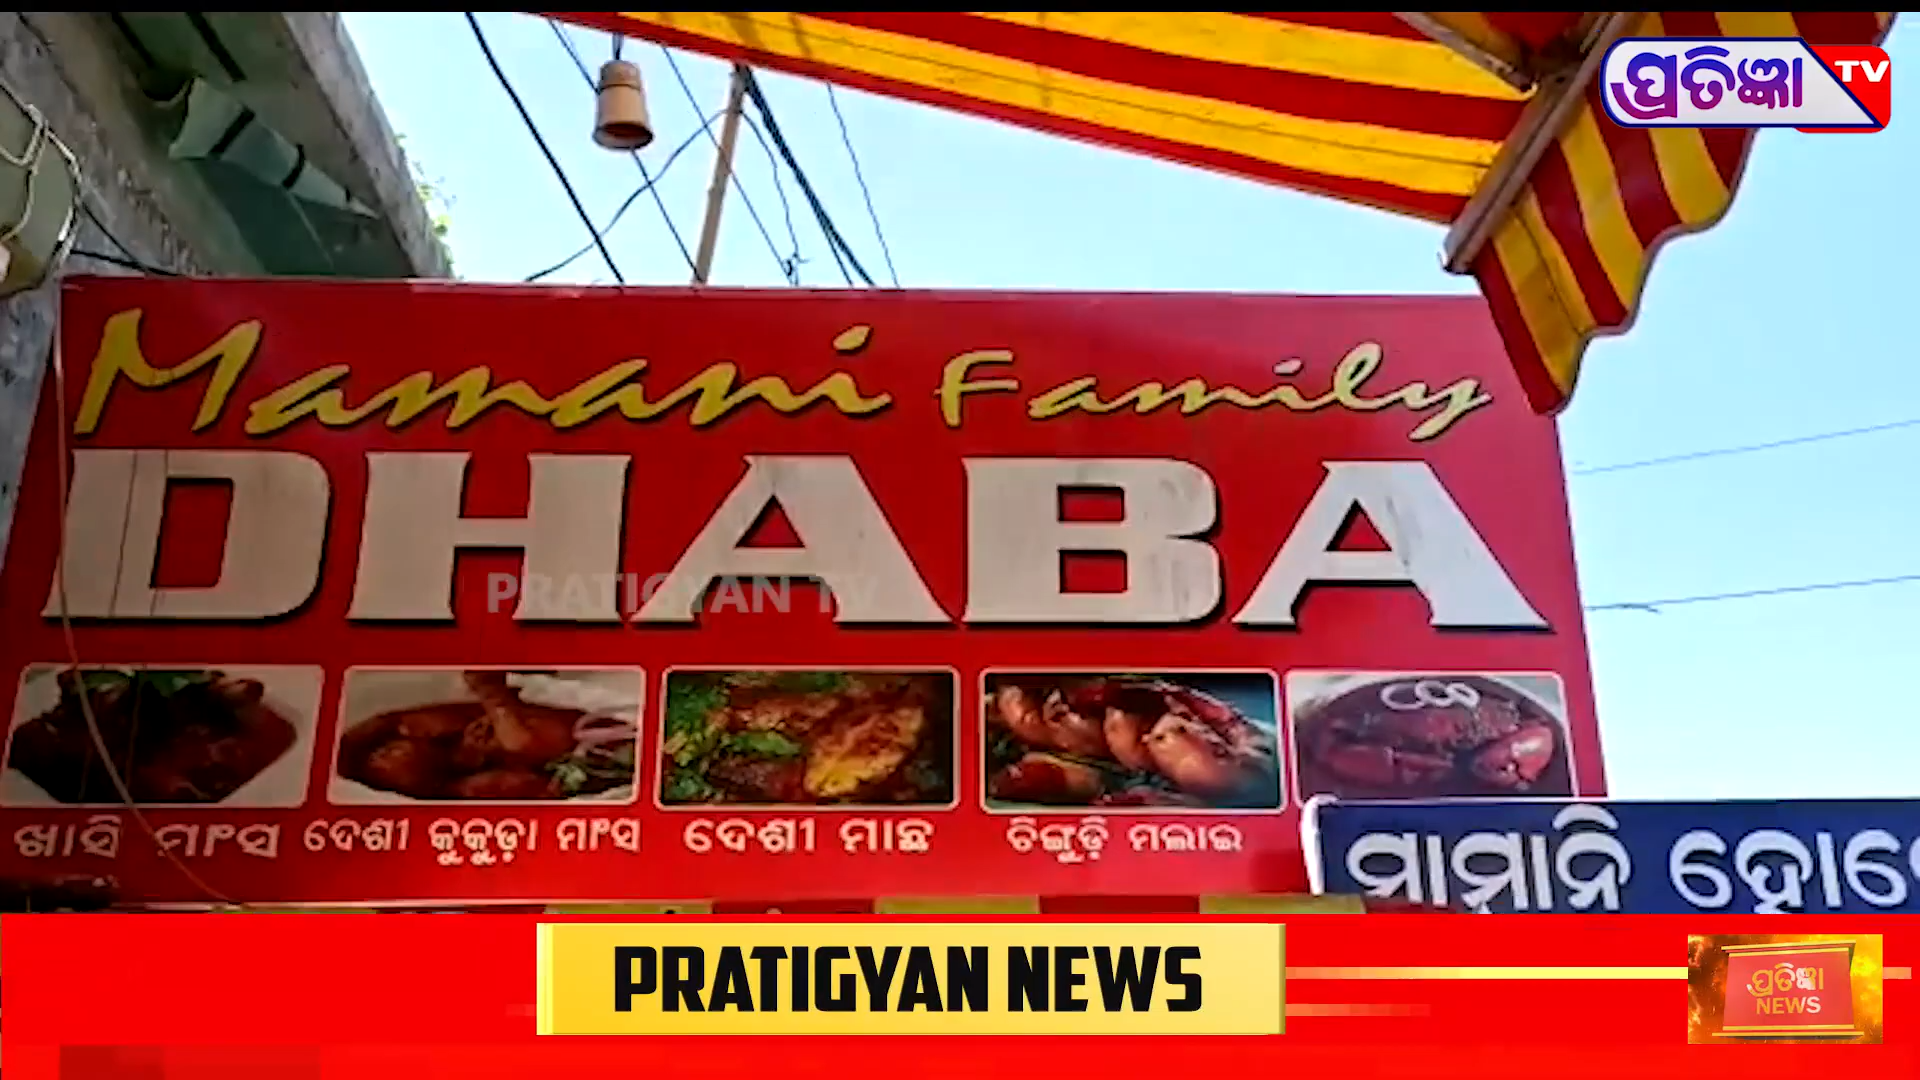 ପ୍ରତିଜ୍ଞା TV
Mamani Family
DHABA
PRATIGYAN TV
ଖାସି ମାଂସ ଦେଶୀ କୁକୁଡ଼ା ମାଂସ ଦେଶୀ ମାଛ ଚିଙ୍ଗୁଡ଼ି ମଲାଇ
ମାମାନି
PRATIGYAN NEWS
ପ୍ରତିଜ୍ଞା
NEWS